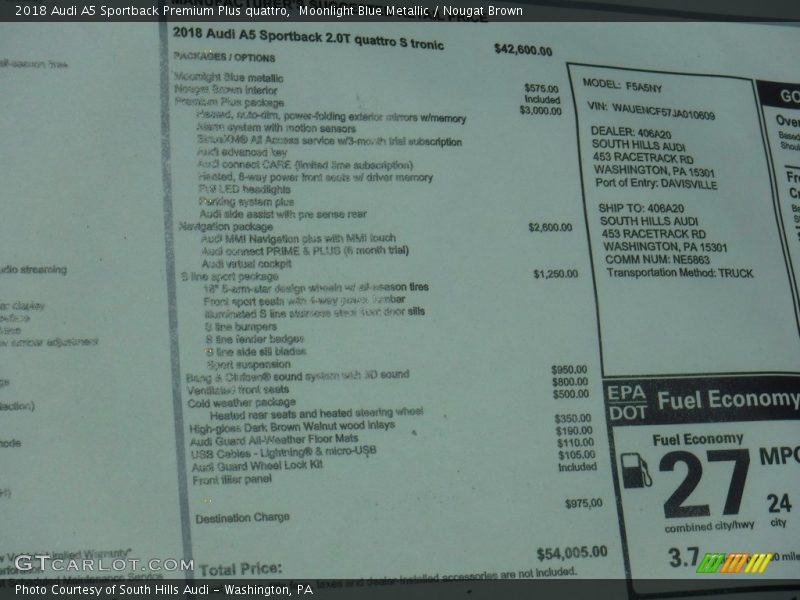 2018 Audi A5 Sportback Premium Plus quattro, Moonlight Blue Metallic / Nougat Brown
2018 Audi A5 Sportback 2.0T quattro S tronic $42,600.00
PACKAGES / OPTIONS
Moonlight Blue metallic $575.00
Nougat Brown interior Included
Premium Plus package $3,000.00
Heated, auto-dim, power-folding exterior mirrors w/memory
Alarm system with motion sensors
SiriusXM® All Access service w/3-month trial subscription
Audi advanced key
Audi connect CARE (limited time subscription)
Heated, 8-way power front seats w/ driver memory
Full LED headlights
Parking system plus
Audi side assist with pre sense rear
Navigation package $2,600.00
Audi MMI Navigation plus with MMI touch
Audi connect PRIME & PLUS (6 month trial)
Audi virtual cockpit
S line sport package $1,250.00
18" 5-arm-star design wheels w/ all-season tires
Front sport seats with 4-way power lumbar
Illuminated S line stainless steel front door sills
S line bumpers
S line fender badges
S line side sill blades
Sport suspension
Bang & Olufsen® sound system with 3D sound $950.00
Ventilated front seats $800.00
Cold weather package $500.00
Heated rear seats and heated steering wheel
High-gloss Dark Brown Walnut wood inlays $350.00
Audi Guard All-Weather Floor Mats $190.00
USB Cables - Lightning® & micro-USB $110.00
Audi Guard Wheel Lock Kit $105.00
Front filler panel Included
Destination Charge $975.00
Total Price: $54,005.00
taxes and dealer installed accessories are not included.
MODEL: F5A5NY
VIN: WAUENCF57JA010609
DEALER: 406A20
SOUTH HILLS AUDI
453 RACETRACK RD
WASHINGTON, PA 15301
Port of Entry: DAVISVILLE
SHIP TO: 406A20
SOUTH HILLS AUDI
453 RACETRACK RD
WASHINGTON, PA 15301
COMM NUM: NE5863
Transportation Method: TRUCK
EPA
DOT Fuel Economy
Fuel Economy
27 MPG
24
combined city/hwy city
3.7
audio streaming
GTCARLOT.COM
Photo Courtesy of South Hills Audi - Washington, PA